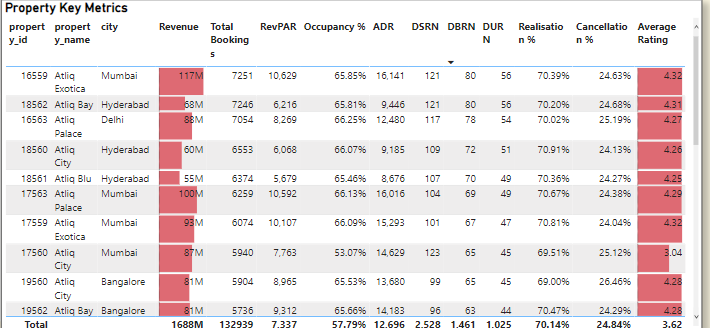 Property Key Metrics
property_id property_name city Revenue Total Bookings RevPAR Occupancy % ADR DSRN DBRN DURN Realisation % Cancellation % Average Rating
16559 Atliq Exotica Mumbai 117M 7251 10,629 65.85% 16,141 121 80 56 70.39% 24.63% 4.32
18562 Atliq Bay Hyderabad 68M 7246 6,216 65.81% 9,446 121 80 56 70.20% 24.68% 4.31
16563 Atliq Palace Delhi 88M 7054 8,269 66.25% 12,480 117 78 54 70.02% 25.19% 4.27
18560 Atliq City Hyderabad 60M 6553 6,068 66.07% 9,185 109 72 51 70.91% 24.13% 4.26
18561 Atliq Blu Hyderabad 55M 6374 5,679 65.46% 8,676 107 70 49 70.36% 24.27% 4.25
17563 Atliq Palace Mumbai 100M 6259 10,592 66.13% 16,016 104 69 49 70.67% 24.38% 4.29
17559 Atliq Exotica Mumbai 93M 6074 10,107 66.09% 15,293 101 67 47 70.81% 24.04% 4.32
17560 Atliq City Mumbai 87M 5940 7,763 53.07% 14,629 123 65 45 69.51% 25.12% 3.04
19560 Atliq City Bangalore 81M 5904 8,965 65.53% 13,680 99 65 45 69.00% 26.46% 4.28
19562 Atliq Bay Bangalore 81M 5736 9,312 65.66% 14,183 96 63 44 70.47% 24.29% 4.28
Total 1688M 132939 7,337 57.79% 12,696 2,528 1,461 1,025 70.14% 24.84% 3.62